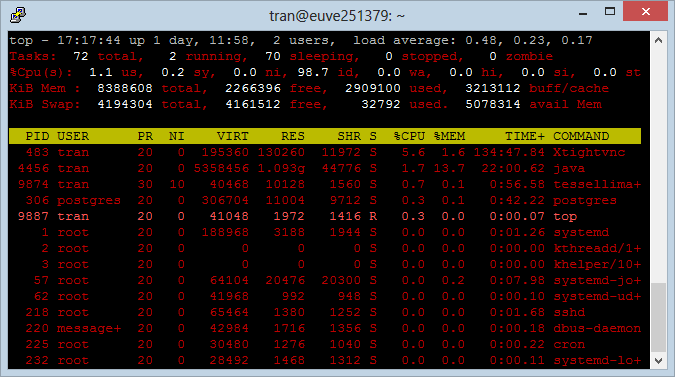 tran@euve251379: ~
top - 17:17:44 up 1 day, 11:58,  2 users,  load average: 0.48, 0.23, 0.17
Tasks:  72 total,   2 running,  70 sleeping,   0 stopped,   0 zombie
%Cpu(s):  1.1 us,  0.2 sy,  0.0 ni, 98.7 id,  0.0 wa,  0.0 hi,  0.0 si,  0.0 st
KiB Mem :  8388608 total,  2266396 free,  2909100 used,  3213112 buff/cache
KiB Swap:  4194304 total,  4161512 free,    32792 used.  5078314 avail Mem
PID USER      PR  NI    VIRT    RES    SHR S  %CPU %MEM     TIME+ COMMAND
483 tran      20   0  195360 130260  11972 S   5.6  1.6 134:47.84 Xtightvnc
4456 tran      20   0 5358456 1.093g  44776 S   1.7 13.7  22:00.62 java
9874 tran      30  10   40468  10128   1560 S   0.7  0.1   0:56.58 tessellima+
306 postgres  20   0  306704  11004   9712 S   0.3  0.1   0:42.22 postgres
9887 tran      20   0   41048   1972   1416 R   0.3  0.0   0:00.07 top
1 root      20   0  188968   3188   1944 S   0.0  0.0   0:01.26 systemd
2 root      20   0       0      0      0 S   0.0  0.0   0:00.00 kthreadd/1+
3 root      20   0       0      0      0 S   0.0  0.0   0:00.00 khelper/10+
57 root      20   0   64104  20476  20300 S   0.0  0.2   0:07.98 systemd-jo+
62 root      20   0   41968    992    948 S   0.0  0.0   0:00.10 systemd-ud+
218 root      20   0   65464   1380   1252 S   0.0  0.0   0:01.68 sshd
220 message+  20   0   42984   1716   1356 S   0.0  0.0   0:00.18 dbus-daemon
225 root      20   0   30480   1276   1040 S   0.0  0.0   0:00.22 cron
232 root      20   0   28492   1468   1312 S   0.0  0.0   0:00.11 systemd-lo+